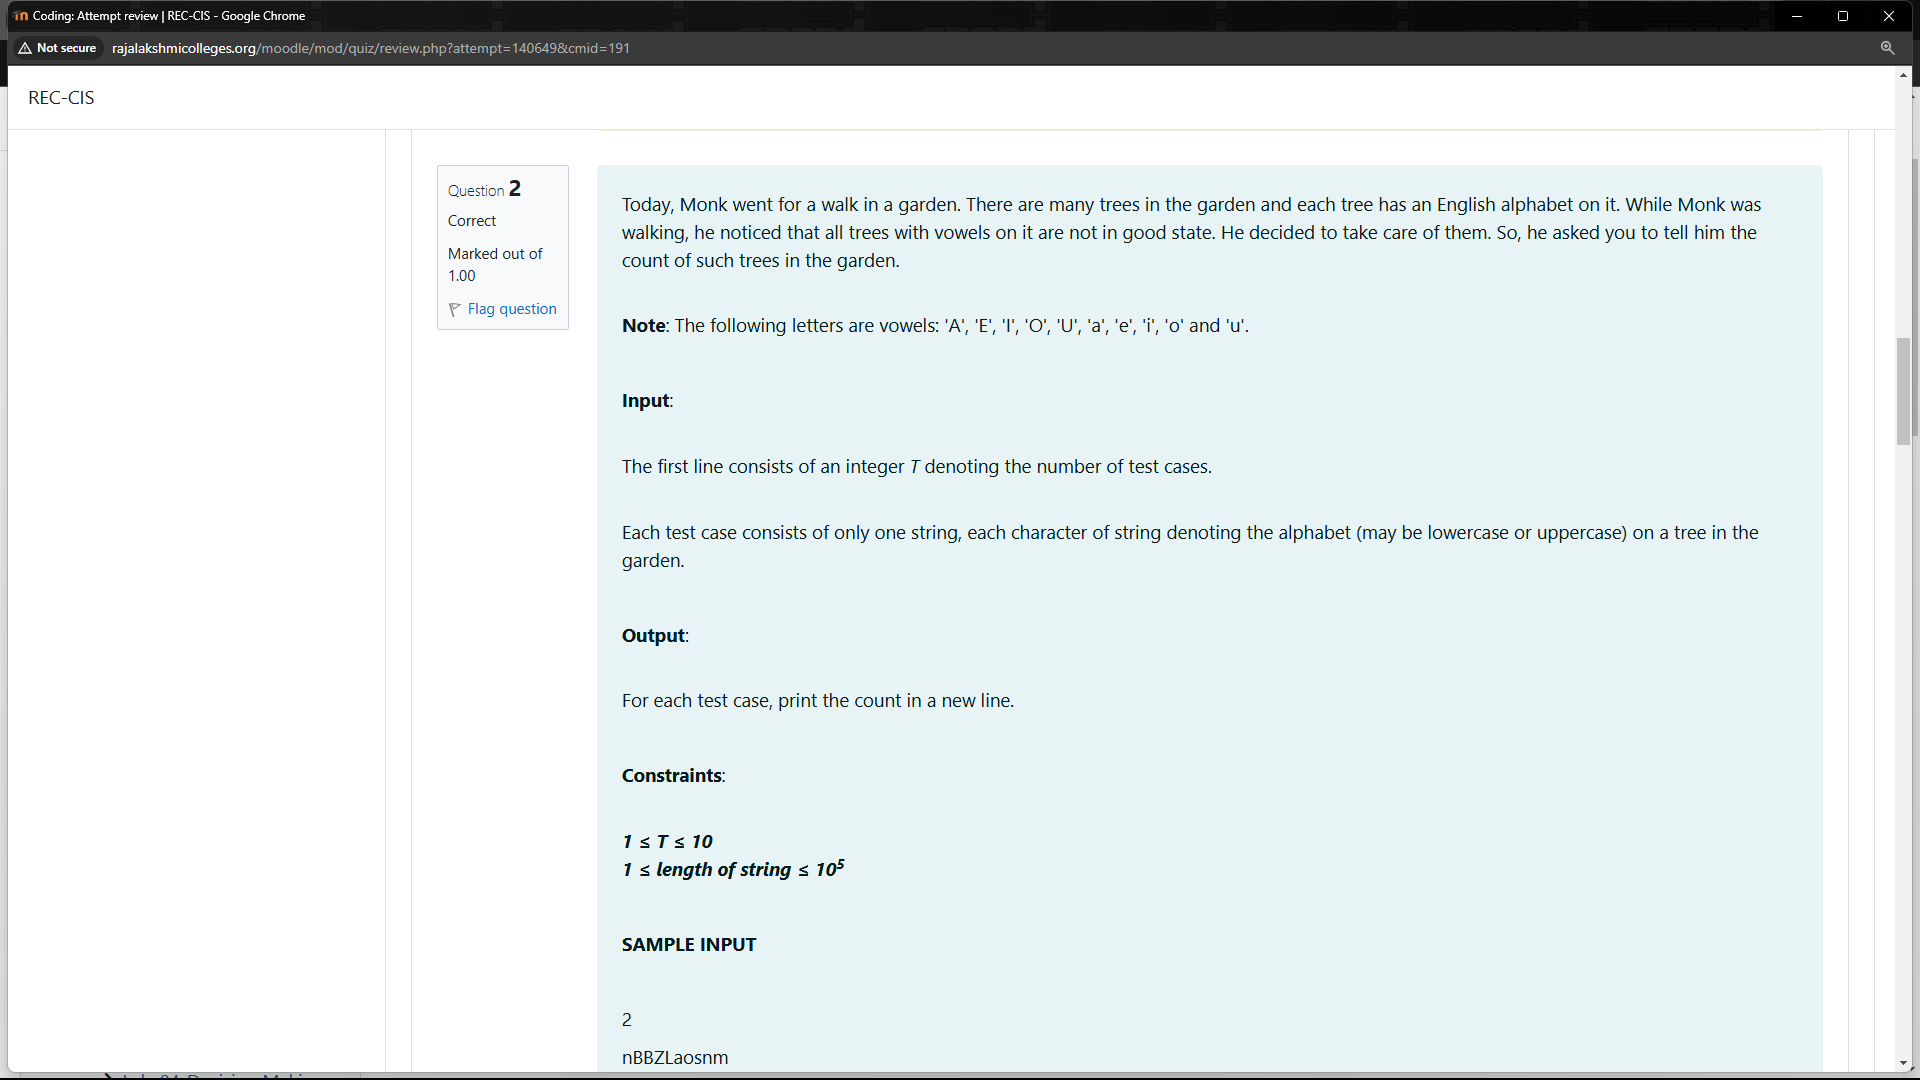 Coding: Attempt review | REC-CIS - Google Chrome
Not secure rajalakshmicolleges.org/moodle/mod/quiz/review.php?attempt=140649&cmid=191
REC-CIS
Question 2
Correct
Marked out of
1.00
Flag question
Today, Monk went for a walk in a garden. There are many trees in the garden and each tree has an English alphabet on it. While Monk was
walking, he noticed that all trees with vowels on it are not in good state. He decided to take care of them. So, he asked you to tell him the
count of such trees in the garden.
Note: The following letters are vowels: 'A', 'E', 'I', 'O', 'U', 'a', 'e', 'i', 'o' and 'u'.
Input:
The first line consists of an integer T denoting the number of test cases.
Each test case consists of only one string, each character of string denoting the alphabet (may be lowercase or uppercase) on a tree in the
garden.
Output:
For each test case, print the count in a new line.
Constraints:
1 ≤ T ≤ 10
1 ≤ length of string ≤ 10⁵
SAMPLE INPUT
2
nBBZLaosnm